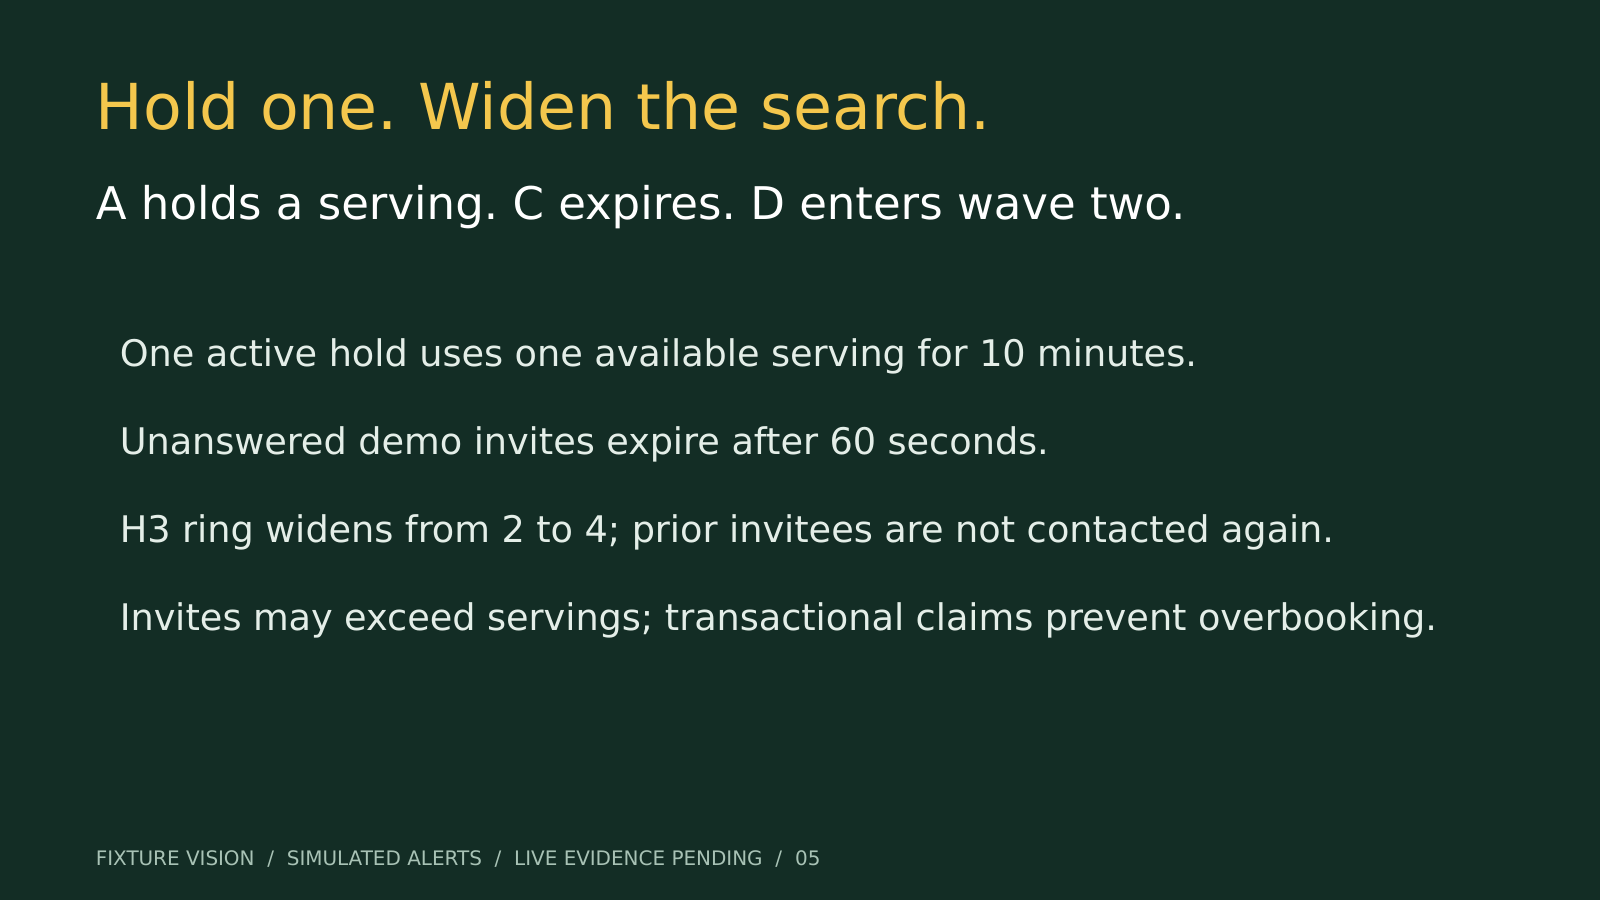 Hold one. Widen the search.
A holds a serving. C expires. D enters wave two.
One active hold uses one available serving for 10 minutes.
Unanswered demo invites expire after 60 seconds.
H3 ring widens from 2 to 4; prior invitees are not contacted again.
Invites may exceed servings; transactional claims prevent overbooking.
FIXTURE VISION / SIMULATED ALERTS / LIVE EVIDENCE PENDING / 05